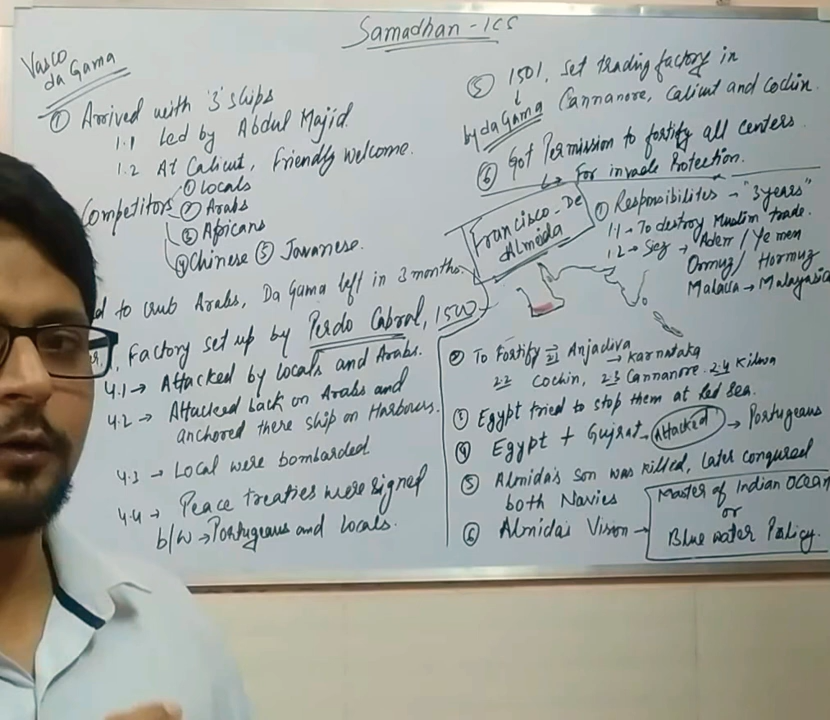 Samadhan - ICS
Vasco
da Gama
① Arrived with '3' ships
1.1 Led by Abdul Majid.
1.2 At Calicut, Friendly welcome.
Competitors ① Locals
② Arabs
③ Africans
④ Chinese ⑤ Javanese.
to curb Arabs, Da Gama left in 3 months.
Factory set up by Perdo Cabral, 1500
4.1 → Attacked by locals and Arabs.
4.2 → Attacked back on Arabs and
anchored there ship on Harbours.
4.3 → Local were bombarded
4.4 → Peace treaties were signed
b/w → Portugeans and Locals.
⑤ 1501, Set trading factory in
by da Gama Cannanore, Calicut and Cochin.
⑥ Got Permission to fortify all centers.
↳ For invade Protection.
Francisco - De
Almeida
① Responsibilites → "3 years"
1.1 → To destroy Muslim trade.
1.2 → Siez → Aden / Yemen
Ormuz / Hormuz
Malacca → Malayasia
② To Fortify → 2.1 Anjadiva → Karnataka
2.2 Cochin, 2.3 Cannanore. 2.4 Kilwa
③ Egypt tried to stop them at Red Sea.
④ Egypt + Gujrat → Attacked → Portugeans
⑤ Almida's son was killed, later conqured
both Navies
⑥ Almida's Vision → Master of Indian Ocean
or
Blue water Policy.